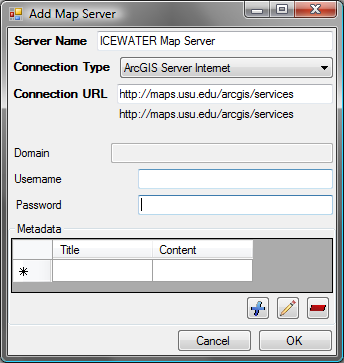 Add Map Server
Server Name ICEWATER Map Server
Connection Type ArcGIS Server Internet
Connection URL http://maps.usu.edu/arcgis/services
http://maps.usu.edu/arcgis/services
Domain
Username
Password
Metadata
Title Content
Cancel OK